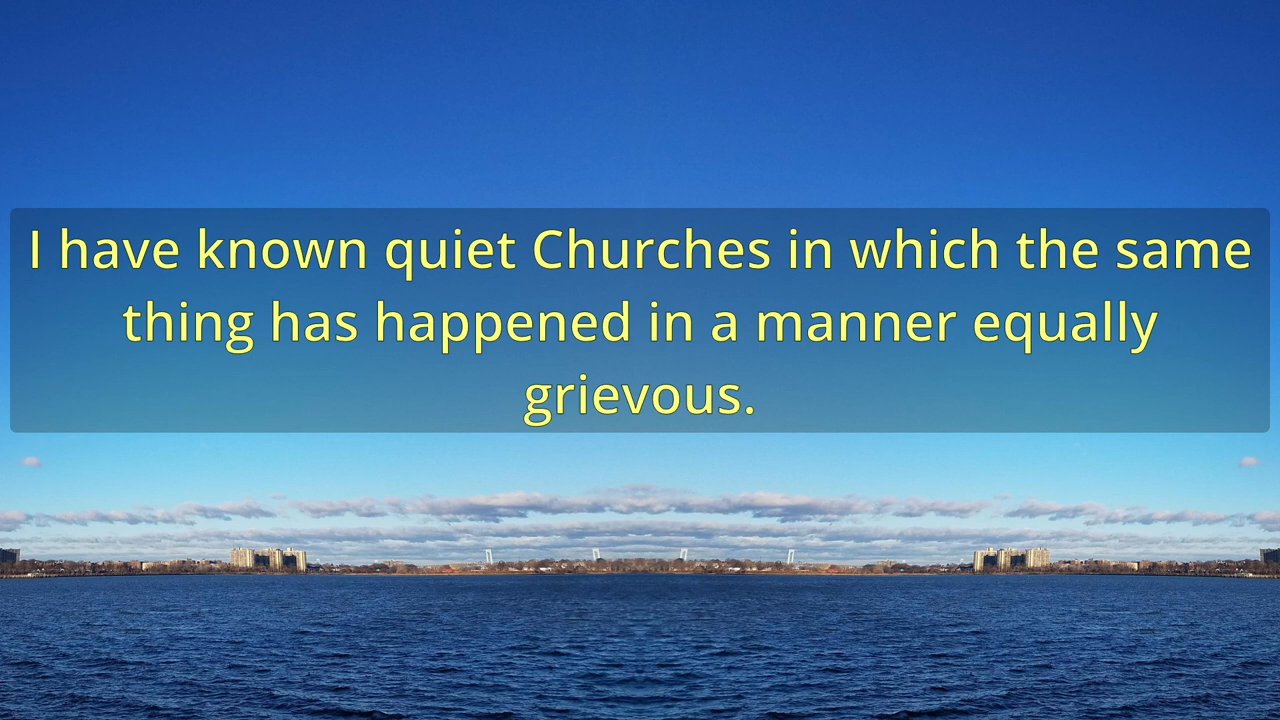 I have known quiet Churches in which the same
thing has happened in a manner equally
grievous.